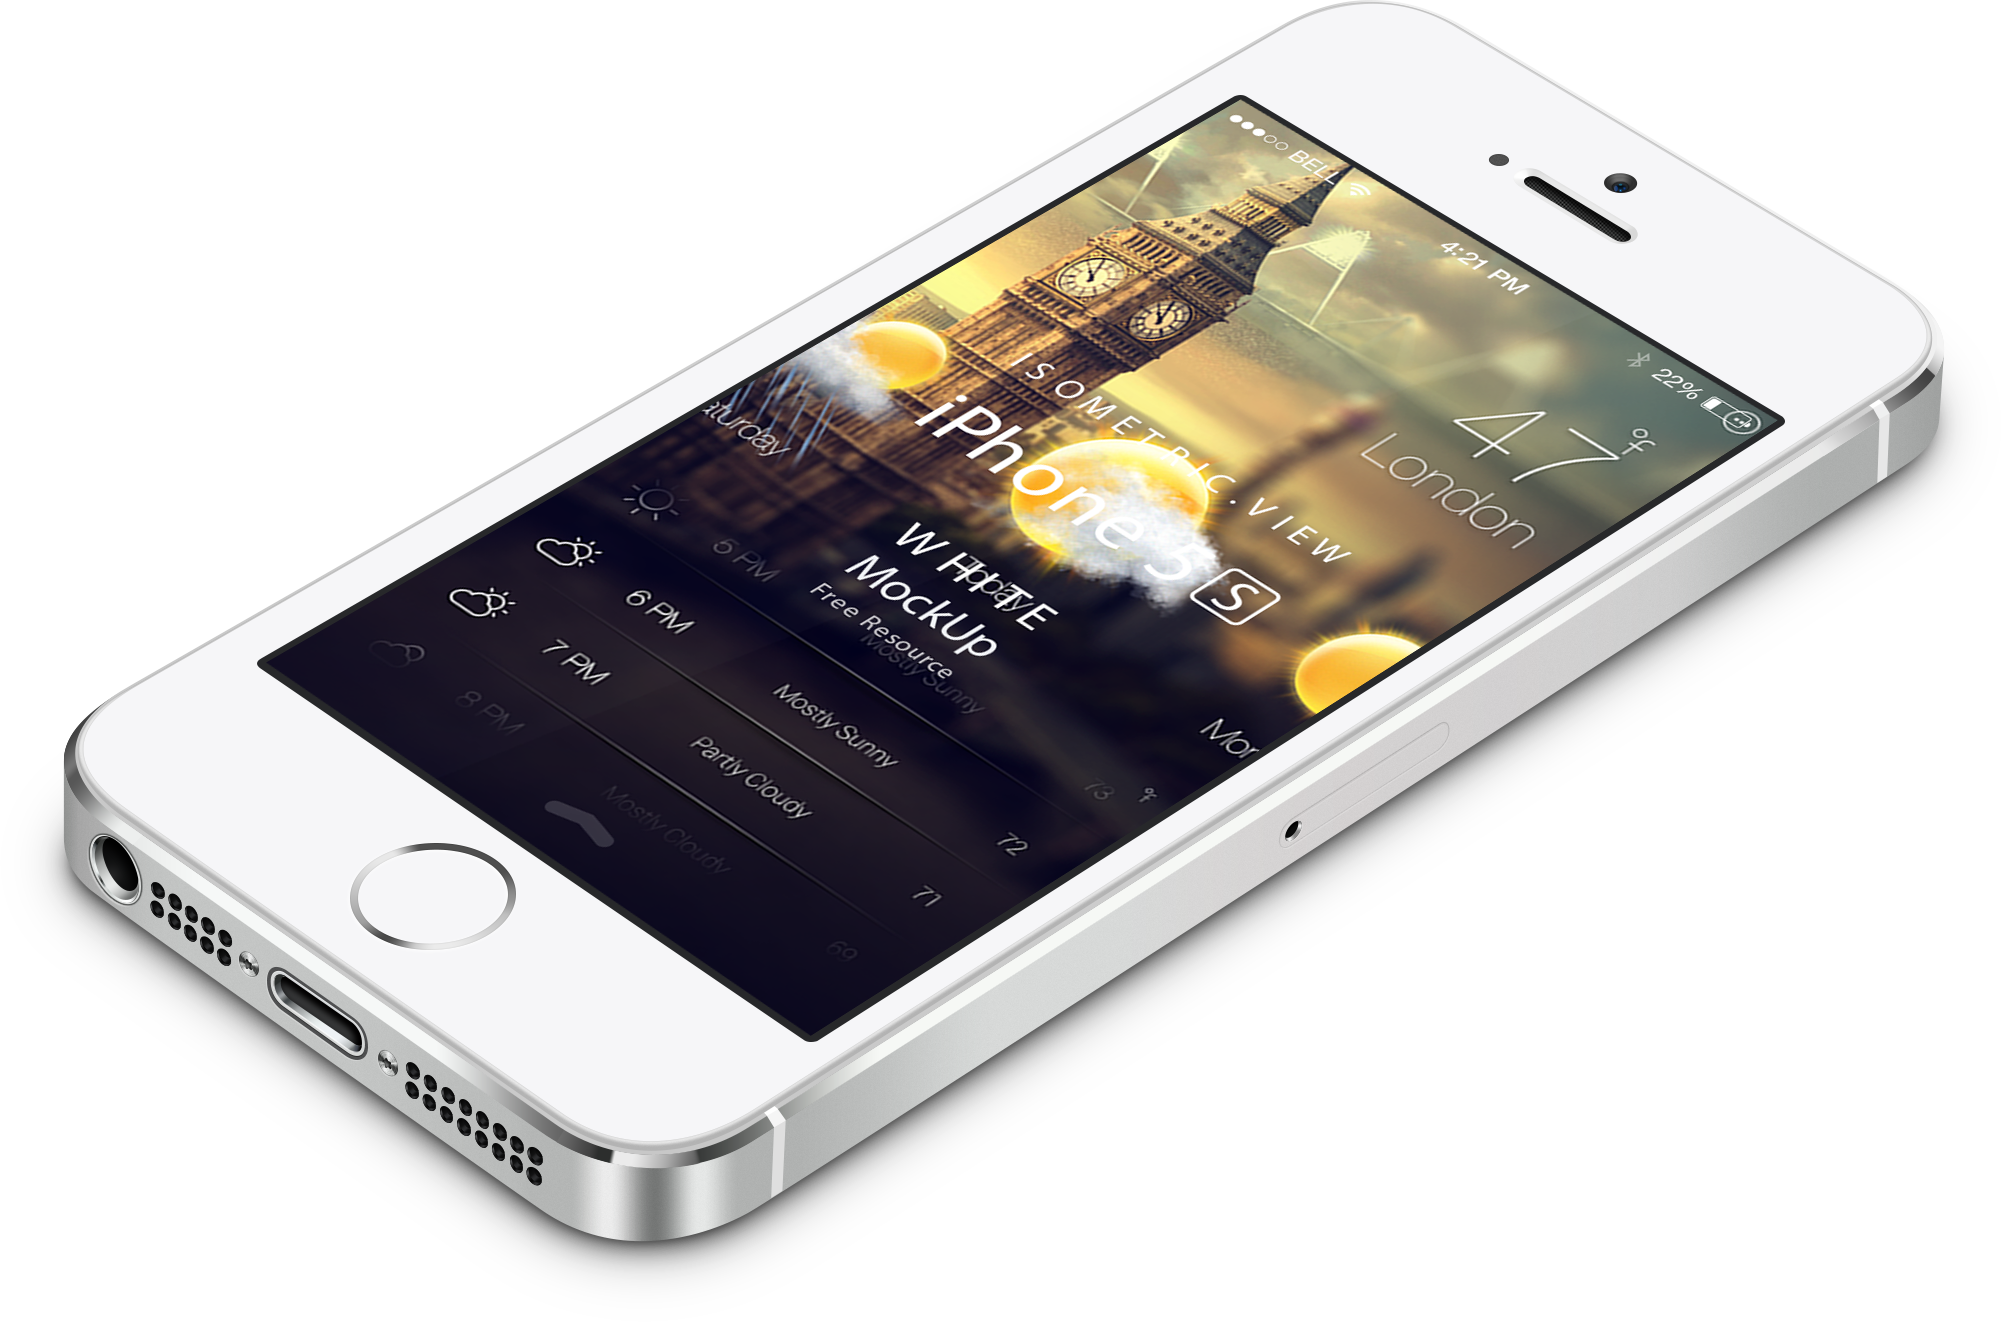 BELL
4:21 PM
22%
47°F
London
ISOMETRIC.VIEW
iPhone 5 S
WHITE
MockUp
Free Resource
aturday
Today
Mon
5 PM Mostly Sunny 73 °F
6 PM Mostly Sunny 72
7 PM Partly Cloudy 71
8 PM Mostly Cloudy 69